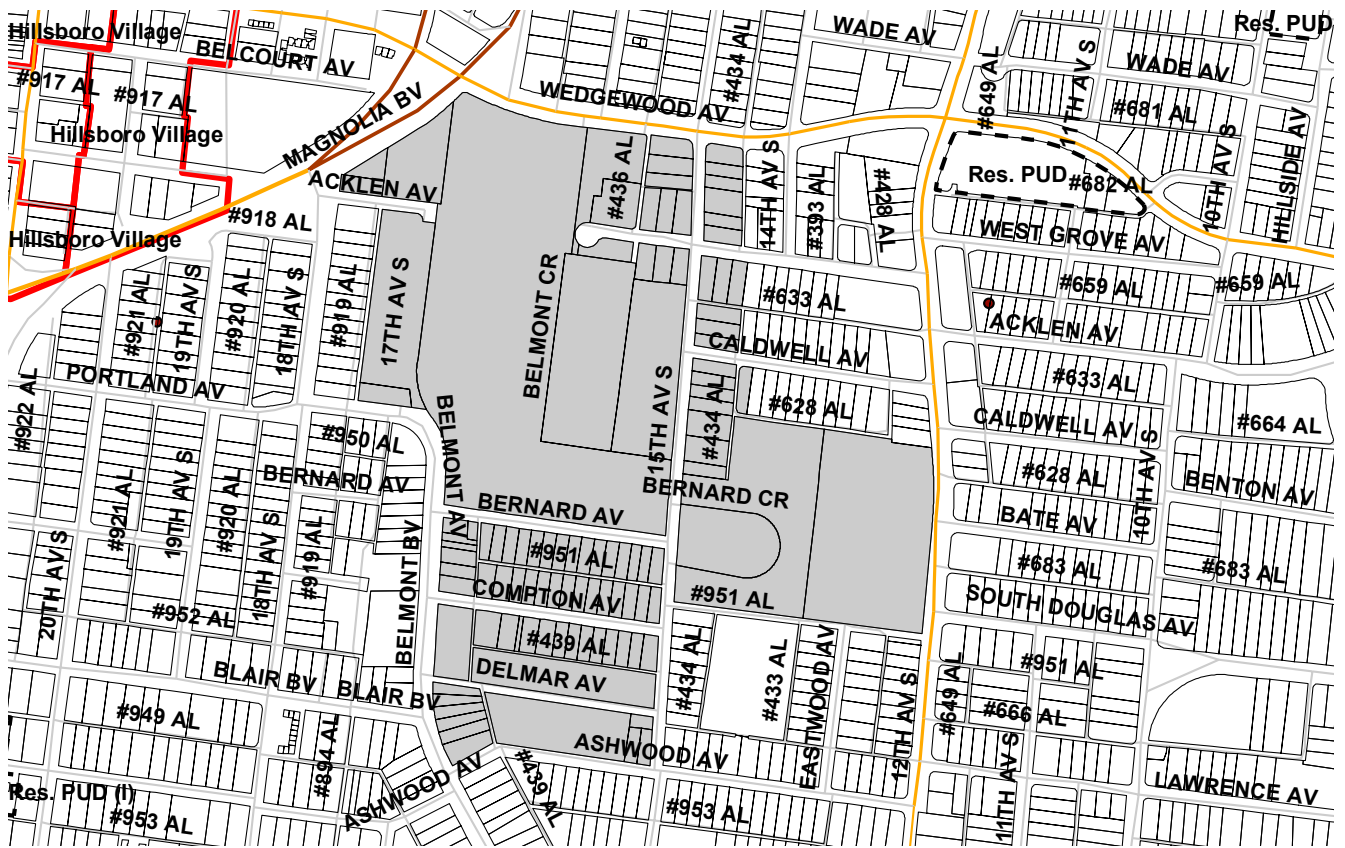 Hillsboro Village
BELCOURT AV
#917 AL
#917 AL
Hillsboro Village
MAGNOLIA BV
WEDGEWOOD AV
#434 AL
WADE AV
#649 AL
11TH AV S
Res. PUD
WADE AV
#681 AL
10TH AV S
HILLSIDE AV
ACKLEN AV
#436 AL
14TH AV S
#393 AL
#428 AL
Res. PUD
#682 AL
Hillsboro Village
#918 AL
WEST GROVE AV
#921 AL
19TH AV S
#920 AL
18TH AV S
#919 AL
17TH AV S
BELMONT CR
#633 AL
#659 AL
#659 AL
ACKLEN AV
CALDWELL AV
PORTLAND AV
#922 AL
#950 AL
BELMONT AV
15TH AV S
#434 AL
#628 AL
#633 AL
CALDWELL AV S
#664 AL
BERNARD AV
#921 AL
19TH AV S
#920 AL
18TH AV S
#919 AL
BELMONT BV
BERNARD AV
BERNARD CR
#628 AL
10TH AV S
BENTON AV
BATE AV
20TH AV S
#951 AL
#683 AL
#683 AL
#952 AL
COMPTON AV
#951 AL
SOUTH DOUGLAS AV
#439 AL
#434 AL
#433 AL
EASTWOOD AV
12TH AV S
#649 AL
#951 AL
BLAIR BV
BLAIR BV
DELMAR AV
#949 AL
#894 AL
#666 AL
ASHWOOD AV
ASHWOOD AV
#439 AL
11TH AV S
LAWRENCE AV
Res. PUD (I)
#953 AL
#953 AL